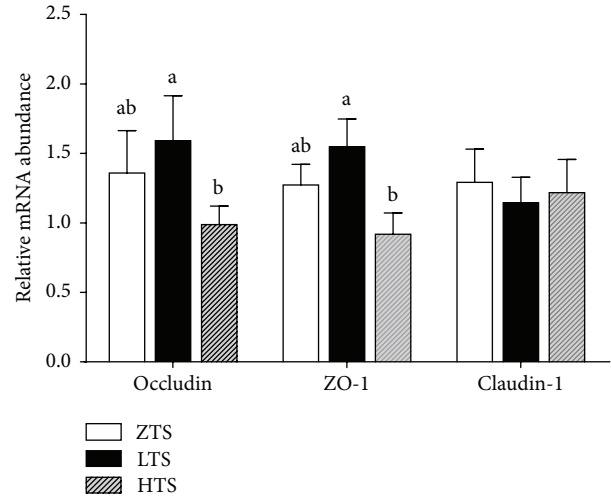 Relative mRNA abundance
2.5
2.0
1.5
1.0
0.5
0.0
ab
a
b
ab
a
b
Occludin ZO-1 Claudin-1
ZTS
LTS
HTS